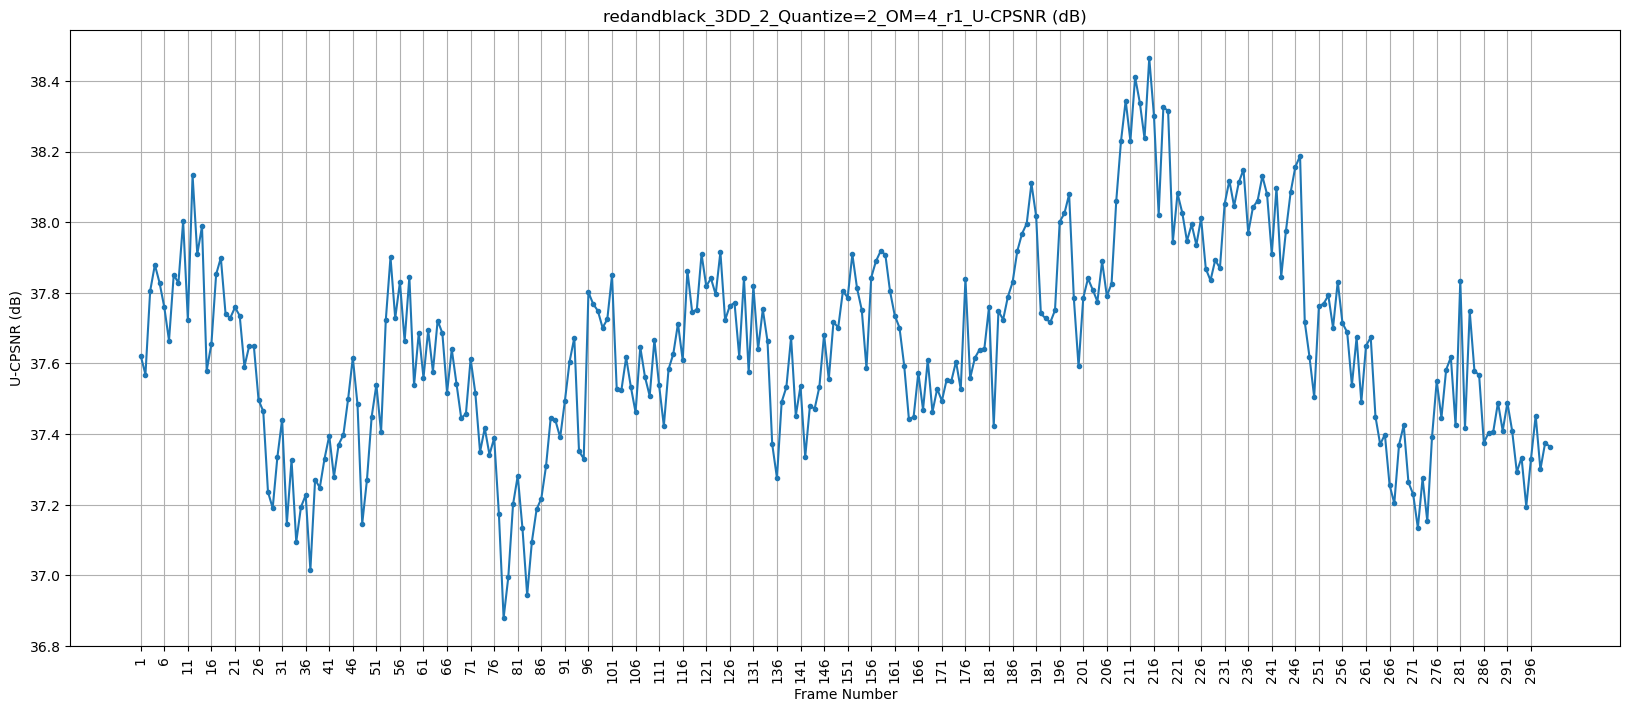 redandblack_3DD_2_Quantize=2_OM=4_r1_U-CPSNR (dB)
U-CPSNR (dB)
38.4
38.2
38.0
37.8
37.6
37.4
37.2
37.0
36.8
1 6 11 16 21 26 31 36 41 46 51 56 61 66 71 76 81 86 91 96 101 106 111 116 121 126 131 136 141 146 151 156 161 166 171 176 181 186 191 196 201 206 211 216 221 226 231 236 241 246 251 256 261 266 271 276 281 286 291 296
Frame Number